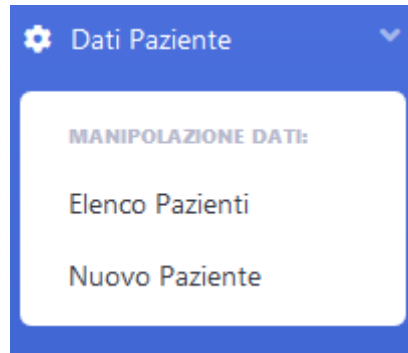 Dati Paziente
MANIPOLAZIONE DATI:
Elenco Pazienti
Nuovo Paziente